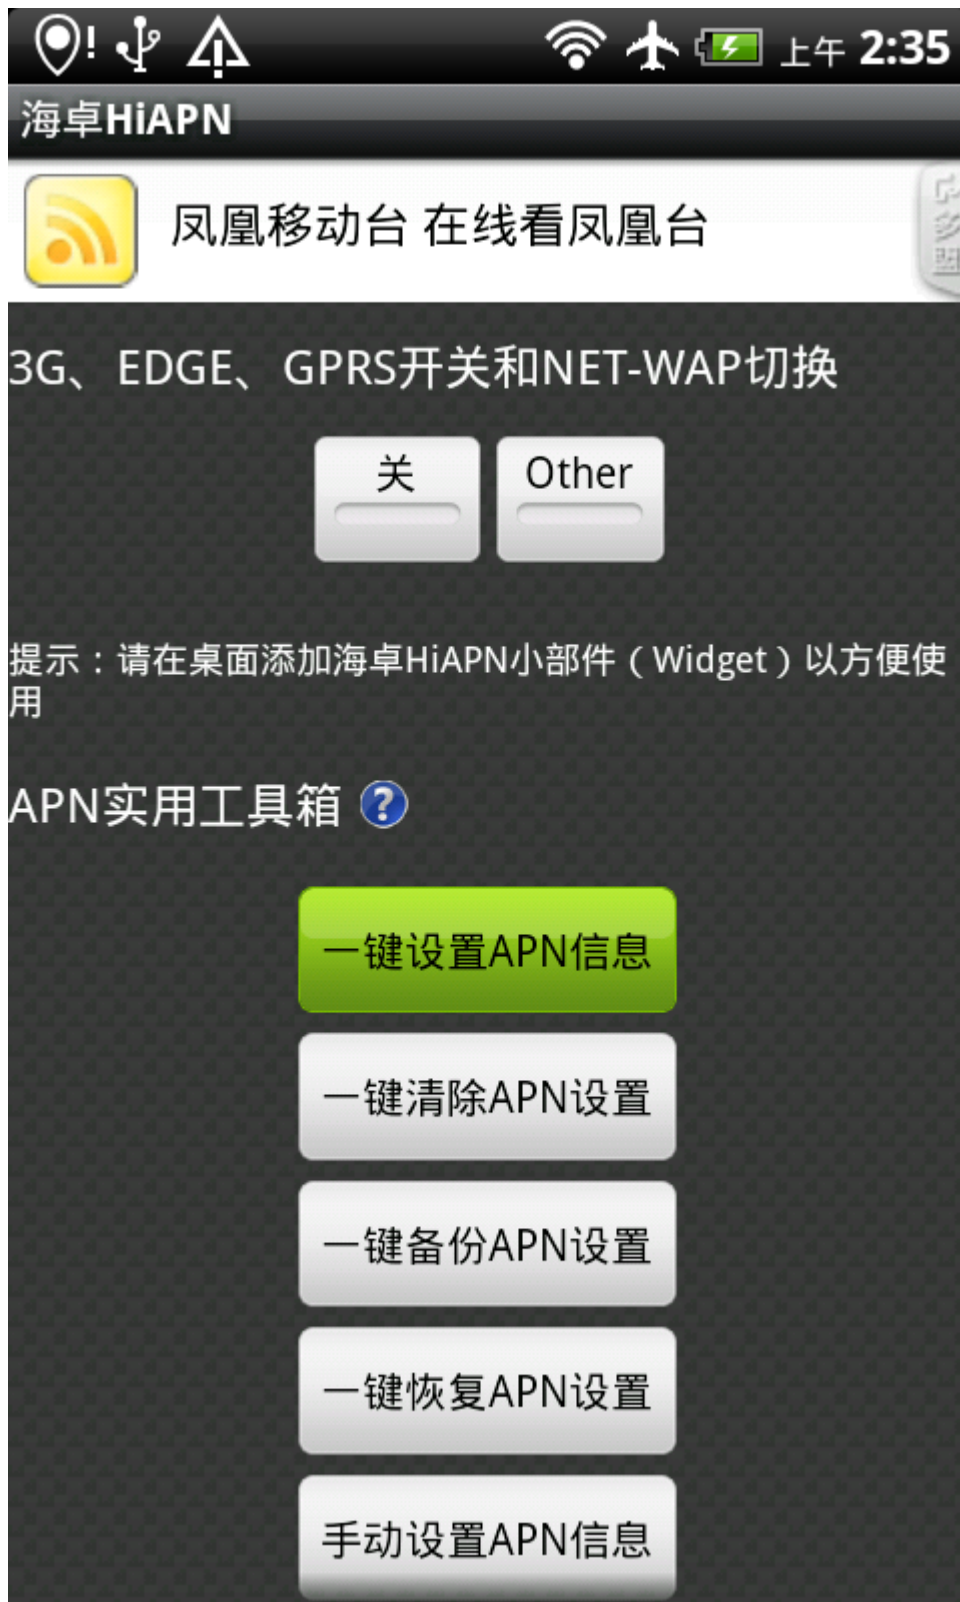 上午 2:35
海卓HiAPN
凤凰移动台 在线看凤凰台
3G、EDGE、GPRS开关和NET-WAP切换
关 Other
提示：请在桌面添加海卓HiAPN小部件（Widget）以方便使
用
APN实用工具箱 ?
一键设置APN信息
一键清除APN设置
一键备份APN设置
一键恢复APN设置
手动设置APN信息